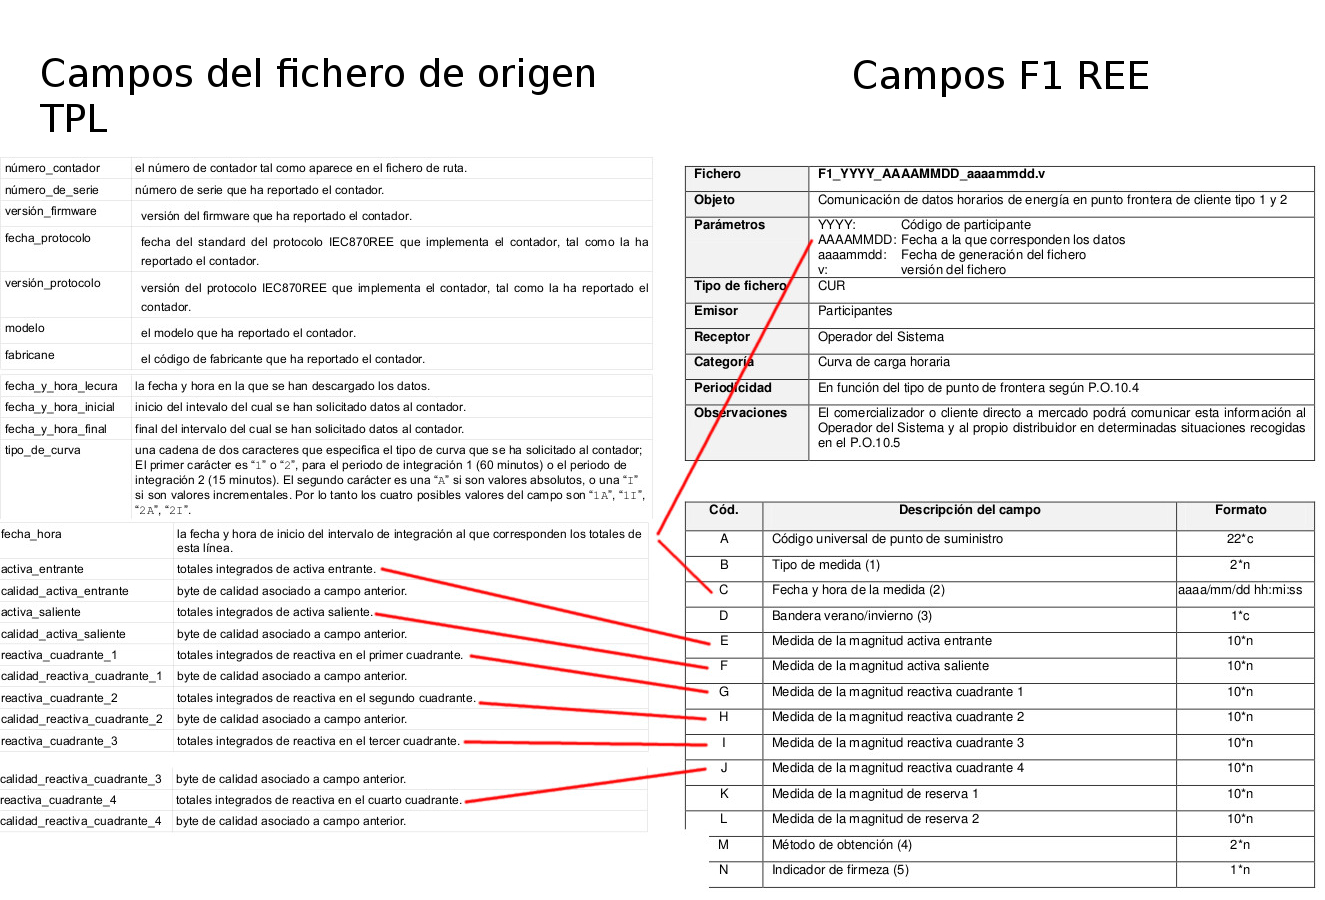 Campos del fichero de origen
TPL
número_contador el número de contador tal como aparece en el fichero de ruta.
número_de_serie número de serie que ha reportado el contador.
versión_firmware versión del firmware que ha reportado el contador.
fecha_protocolo fecha del standard del protocolo IEC870REE que implementa el contador, tal como la ha
reportado el contador.
versión_protocolo versión del protocolo IEC870REE que implementa el contador, tal como la ha reportado el
contador.
modelo el modelo que ha reportado el contador.
fabricane el código de fabricante que ha reportado el contador.
fecha_y_hora_lecura la fecha y hora en la que se han descargado los datos.
fecha_y_hora_inicial inicio del intevalo del cual se han solicitado datos al contador.
fecha_y_hora_final final del intervalo del cual se han solicitado datos al contador.
tipo_de_curva una cadena de dos caracteres que especifica el tipo de curva que se ha solicitado al contador;
El primer carácter es “1” o “2”, para el periodo de integración 1 (60 minutos) o el periodo de
integración 2 (15 minutos). El segundo carácter es una “A” si son valores absolutos, o una “I”
si son valores incrementales. Por lo tanto los cuatro posibles valores del campo son “1A”, “1I”,
“2A”, “2I”.
fecha_hora la fecha y hora de inicio del intervalo de integración al que corresponden los totales de
esta línea.
activa_entrante totales integrados de activa entrante.
calidad_activa_entrante byte de calidad asociado a campo anterior.
activa_saliente totales integrados de activa saliente.
calidad_activa_saliente byte de calidad asociado a campo anterior.
reactiva_cuadrante_1 totales integrados de reactiva en el primer cuadrante.
calidad_reactiva_cuadrante_1 byte de calidad asociado a campo anterior.
reactiva_cuadrante_2 totales integrados de reactiva en el segundo cuadrante.
calidad_reactiva_cuadrante_2 byte de calidad asociado a campo anterior.
reactiva_cuadrante_3 totales integrados de reactiva en el tercer cuadrante.
calidad_reactiva_cuadrante_3 byte de calidad asociado a campo anterior.
reactiva_cuadrante_4 totales integrados de reactiva en el cuarto cuadrante.
calidad_reactiva_cuadrante_4 byte de calidad asociado a campo anterior.
Campos F1 REE
Fichero F1_YYYY_AAAAMMDD_aaaammdd.v
Objeto Comunicación de datos horarios de energía en punto frontera de cliente tipo 1 y 2
Parámetros YYYY: Código de participante
AAAAMMDD: Fecha a la que corresponden los datos
aaaammdd: Fecha de generación del fichero
v: versión del fichero
Tipo de fichero CUR
Emisor Participantes
Receptor Operador del Sistema
Categoría Curva de carga horaria
Periodicidad En función del tipo de punto de frontera según P.O.10.4
Observaciones El comercializador o cliente directo a mercado podrá comunicar esta información al
Operador del Sistema y al propio distribuidor en determinadas situaciones recogidas
en el P.O.10.5
Cód. Descripción del campo Formato
A Código universal de punto de suministro 22*c
B Tipo de medida (1) 2*n
C Fecha y hora de la medida (2) aaaa/mm/dd hh:mi:ss
D Bandera verano/invierno (3) 1*c
E Medida de la magnitud activa entrante 10*n
F Medida de la magnitud activa saliente 10*n
G Medida de la magnitud reactiva cuadrante 1 10*n
H Medida de la magnitud reactiva cuadrante 2 10*n
I Medida de la magnitud reactiva cuadrante 3 10*n
J Medida de la magnitud reactiva cuadrante 4 10*n
K Medida de la magnitud de reserva 1 10*n
L Medida de la magnitud de reserva 2 10*n
M Método de obtención (4) 2*n
N Indicador de firmeza (5) 1*n